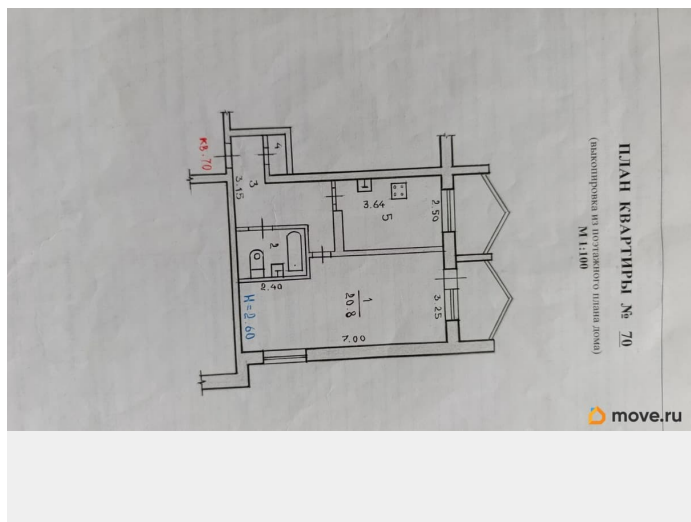 ПЛАН КВАРТИРЫ № 70
(выкопировка из поэтажного плана дома)
М 1:100
кв. 70
4
3
3.15
3.64
5
2.50
2
2.40
1
20.8
3.25
7.00
Н=2.60
move.ru